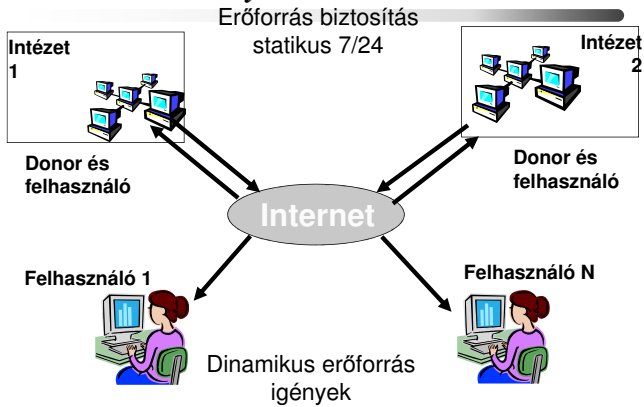 Erőforrás biztosítás
statikus 7/24
Intézet
1
Intézet
2
Donor és
felhasználó
Donor és
felhasználó
Internet
Felhasználó 1
Felhasználó N
Dinamikus erőforrás
igények